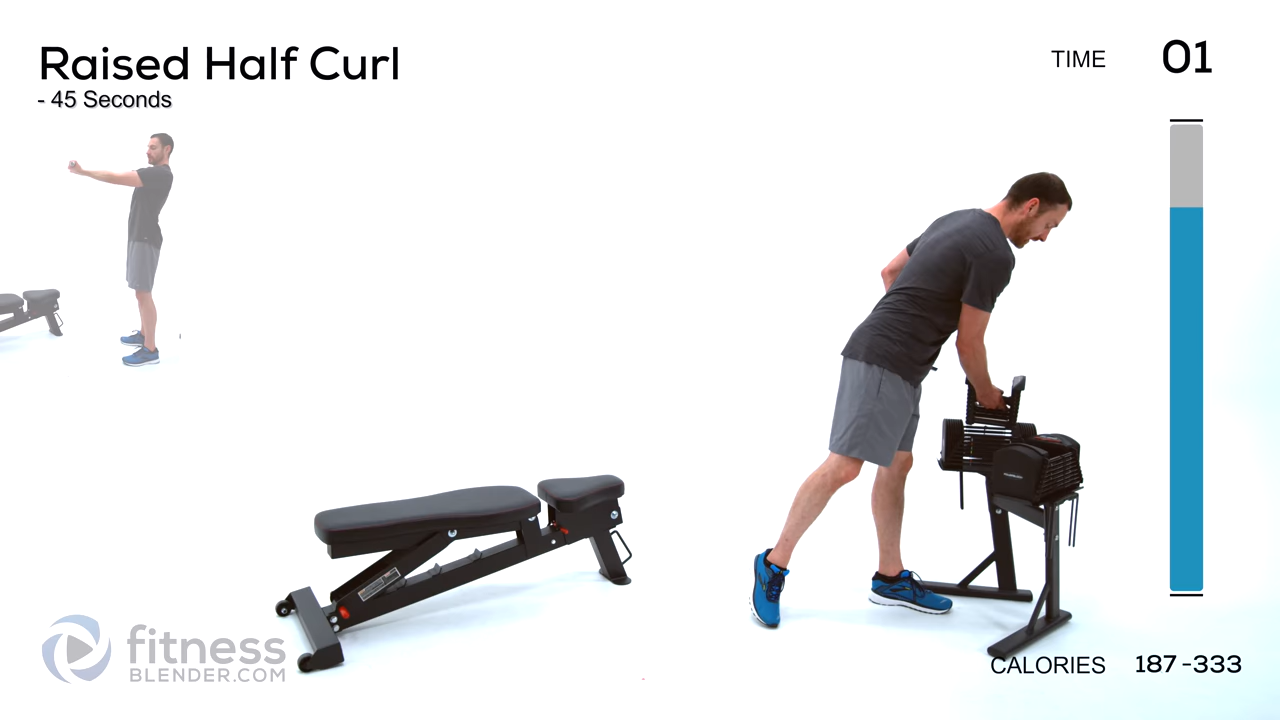 Raised Half Curl
- 45 Seconds
TIME 01
fitness
BLENDER.COM
CALORIES 187-333